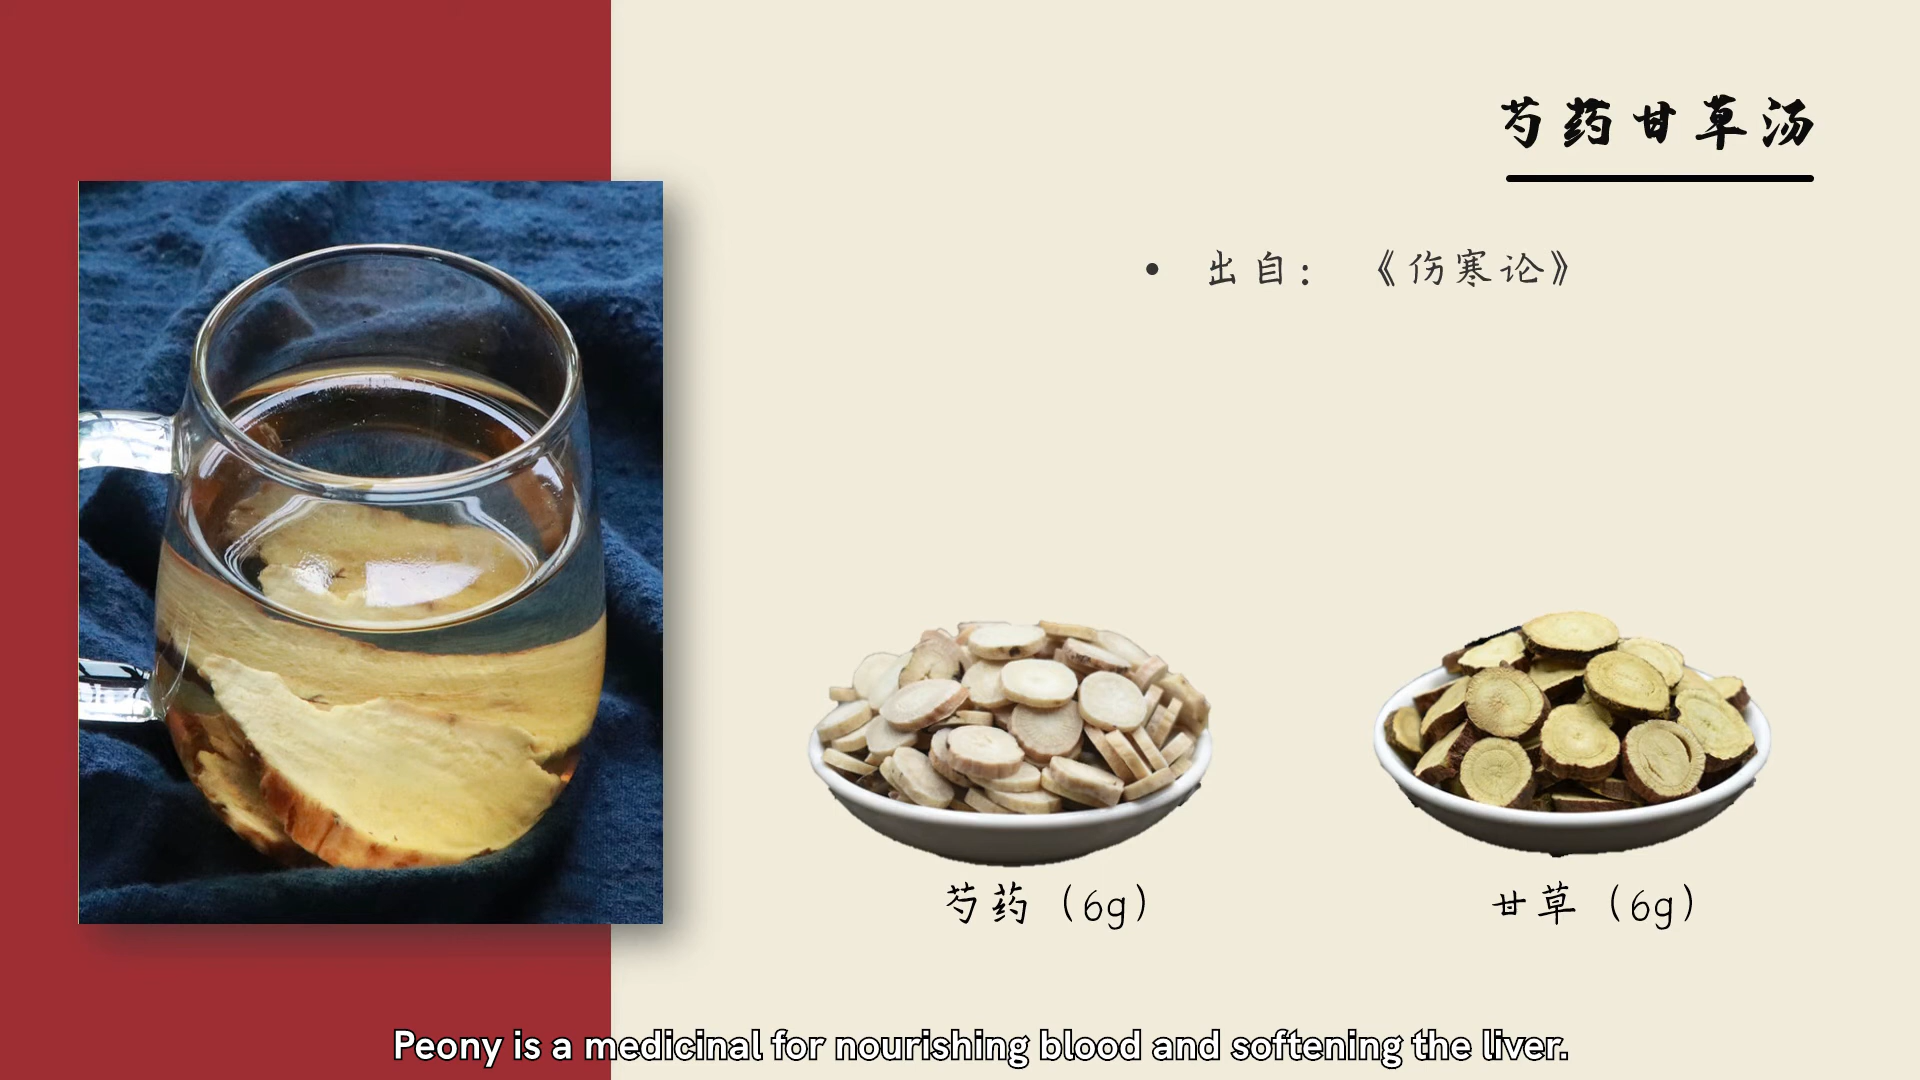 芍药甘草汤
• 出自： 《伤寒论》
芍药（6g）
甘草（6g）
Peony is a medicinal for nourishing blood and softening the liver.